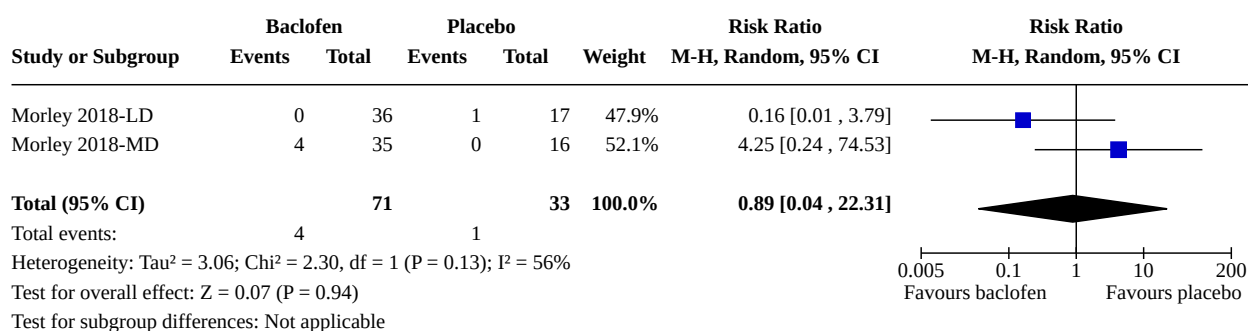 Baclofen Placebo Risk Ratio Risk Ratio
Study or Subgroup Events Total Events Total Weight M-H, Random, 95% CI M-H, Random, 95% CI
Morley 2018-LD 0 36 1 17 47.9% 0.16 [0.01 , 3.79]
Morley 2018-MD 4 35 0 16 52.1% 4.25 [0.24 , 74.53]
Total (95% CI) 71 33 100.0% 0.89 [0.04 , 22.31]
Total events: 4 1
Heterogeneity: Tau² = 3.06; Chi² = 2.30, df = 1 (P = 0.13); I² = 56%
Test for overall effect: Z = 0.07 (P = 0.94)
Test for subgroup differences: Not applicable
0.005 0.1 1 10 200
Favours baclofen Favours placebo